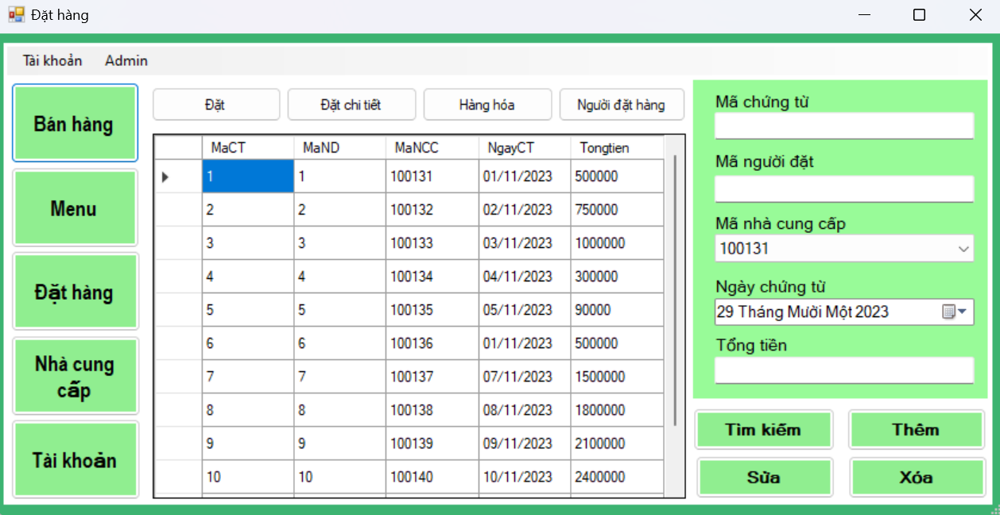 Đặt hàng
Tài khoản Admin
Bán hàng
Menu
Đặt hàng
Nhà cung
cấp
Tài khoản
Đặt Đặt chi tiết Hàng hóa Người đặt hàng
MaCT MaND MaNCC NgayCT Tongtien
1 1 100131 01/11/2023 500000
2 2 100132 02/11/2023 750000
3 3 100133 03/11/2023 1000000
4 4 100134 04/11/2023 300000
5 5 100135 05/11/2023 90000
6 6 100136 01/11/2023 500000
7 7 100137 07/11/2023 1500000
8 8 100138 08/11/2023 1800000
9 9 100139 09/11/2023 2100000
10 10 100140 10/11/2023 2400000
Mã chứng từ
Mã người đặt
Mã nhà cung cấp
100131
Ngày chứng từ
29 Tháng Mười Một 2023
Tổng tiền
Tìm kiếm Thêm
Sửa Xóa